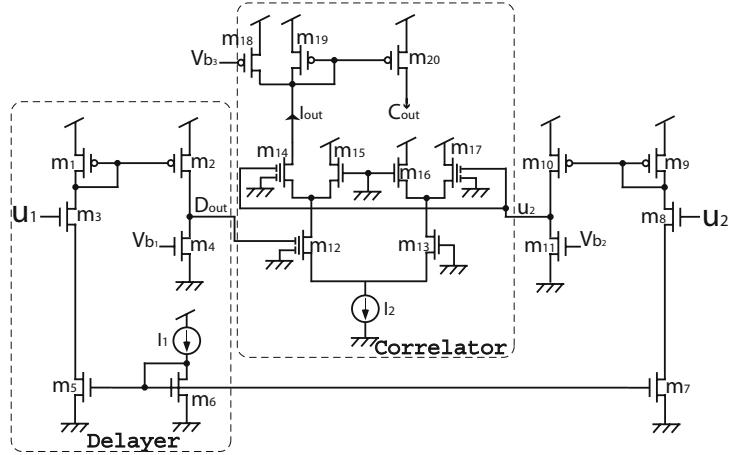 m18
m19
Vb3
m20
Cout
Iout
m14
m15
m16
m17
m1
m2
m10
m9
u1
m3
Dout
u2
m8
u2
Vb1
m4
m12
m13
m11
Vb2
I2
Correlator
I1
m5
m6
m7
Delayer